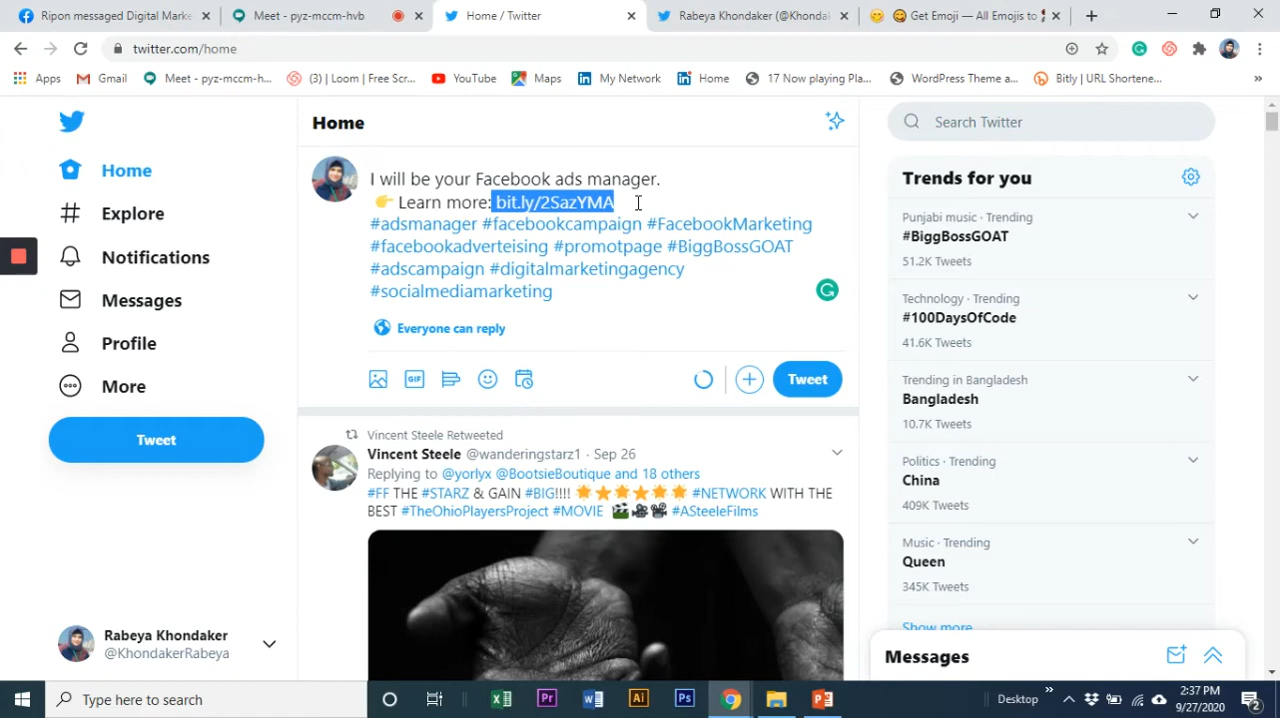 Ripon messaged Digital Marke
Meet - pyz-mccm-hvb
Home / Twitter
Rabeya Khondaker (@Khonda
Get Emoji — All Emojis to
twitter.com/home
Apps
Gmail
Meet - pyz-mccm-h...
(3) | Loom | Free Scr...
YouTube
Maps
My Network
Home
17 Now playing Pla...
WordPress Theme a...
Bitly | URL Shortene...
»
Home
Explore
Notifications
Messages
Profile
More
Tweet
Rabeya Khondaker
@KhondakerRabeya
Home
I will be your Facebook ads manager.
👉 Learn more: bit.ly/2SazYMA
#adsmanager #facebookcampaign #FacebookMarketing
#facebookadverteising #promotpage #BiggBossGOAT
#adscampaign #digitalmarketingagency
#socialmediamarketing
Everyone can reply
GIF
Tweet
Vincent Steele Retweeted
Vincent Steele @wanderingstarz1 · Sep 26
Replying to @yorlyx @BootsieBoutique and 18 others
#FF THE #STARZ & GAIN #BIG!!!! 🌟⭐🌟⭐🌟🌟 #NETWORK WITH THE
BEST #TheOhioPlayersProject #MOVIE 🎬🎥📽 #ASteeleFilms
Search Twitter
Trends for you
Punjabi music · Trending
#BiggBossGOAT
51.2K Tweets
Technology · Trending
#100DaysOfCode
41.6K Tweets
Trending in Bangladesh
Bangladesh
10.7K Tweets
Politics · Trending
China
409K Tweets
Music · Trending
Queen
345K Tweets
Show more
Messages
Type here to search
Desktop
»
2:37 PM
9/27/2020
2